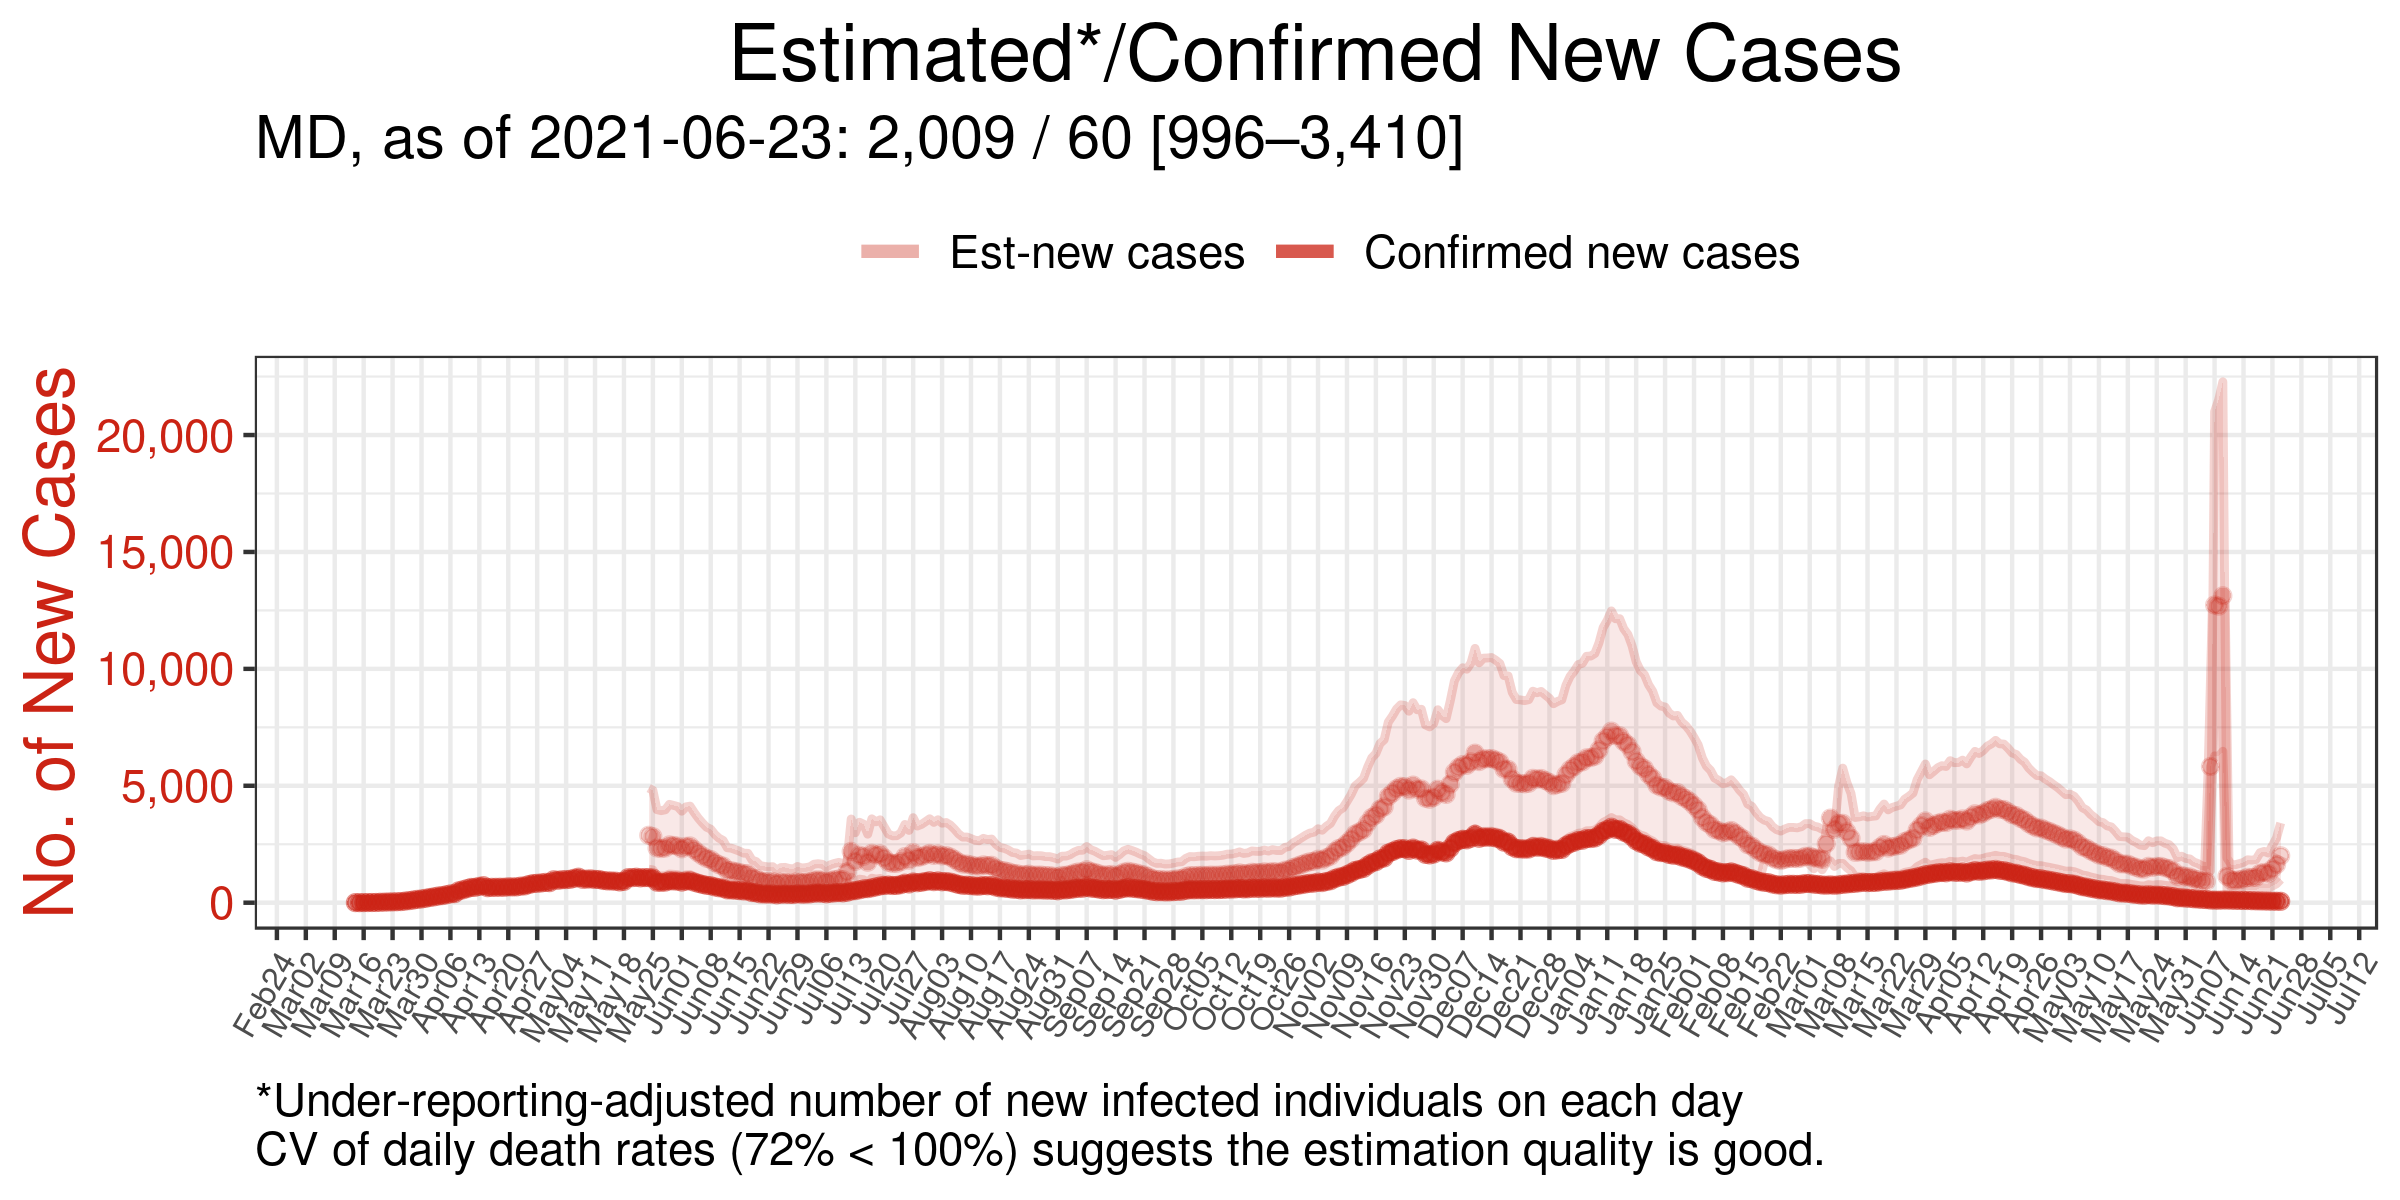 Estimated*/Confirmed New Cases
MD, as of 2021-06-23: 2,009 / 60 [996–3,410]
Est-new cases
Confirmed new cases
No. of New Cases
20,000
15,000
10,000
5,000
0
Feb24
Mar02
Mar09
Mar16
Mar23
Mar30
Apr06
Apr13
Apr20
Apr27
May04
May11
May18
May25
Jun01
Jun08
Jun15
Jun22
Jun29
Jul06
Jul13
Jul20
Jul27
Aug03
Aug10
Aug17
Aug24
Aug31
Sep07
Sep14
Sep21
Sep28
Oct05
Oct12
Oct19
Oct26
Nov02
Nov09
Nov16
Nov23
Nov30
Dec07
Dec14
Dec21
Dec28
Jan04
Jan11
Jan18
Jan25
Feb01
Feb08
Feb15
Feb22
Mar01
Mar08
Mar15
Mar22
Mar29
Apr05
Apr12
Apr19
Apr26
May03
May10
May17
May24
May31
Jun07
Jun14
Jun21
Jun28
Jul05
Jul12
*Under-reporting-adjusted number of new infected individuals on each day
CV of daily death rates (72% < 100%) suggests the estimation quality is good.